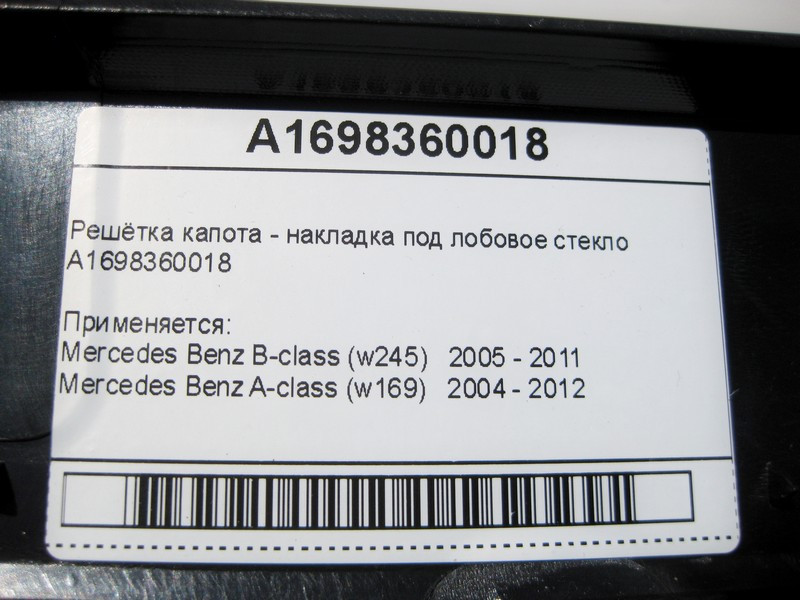 A1698360018
Решётка капота - накладка под лобовое стекло
A1698360018
Применяется:
Mercedes Benz B-class (w245) 2005 - 2011
Mercedes Benz A-class (w169) 2004 - 2012